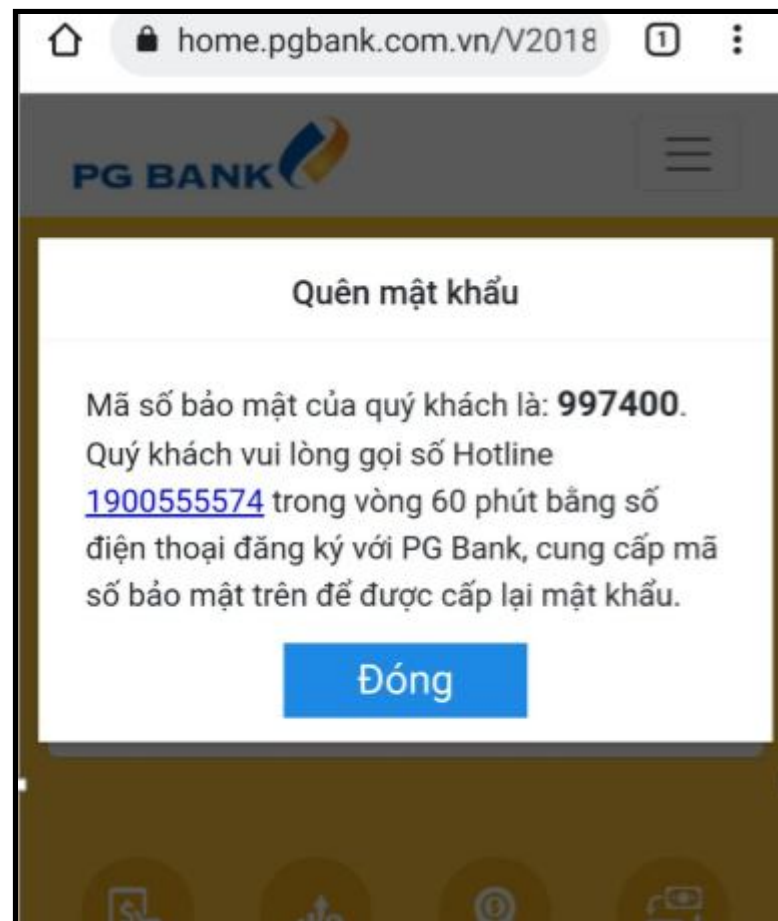 home.pgbank.com.vn/V2018
1
PG BANK
Quên mật khẩu
Mã số bảo mật của quý khách là: 997400.
Quý khách vui lòng gọi số Hotline
1900555574 trong vòng 60 phút bằng số
điện thoại đăng ký với PG Bank, cung cấp mã
số bảo mật trên để được cấp lại mật khẩu.
Đóng